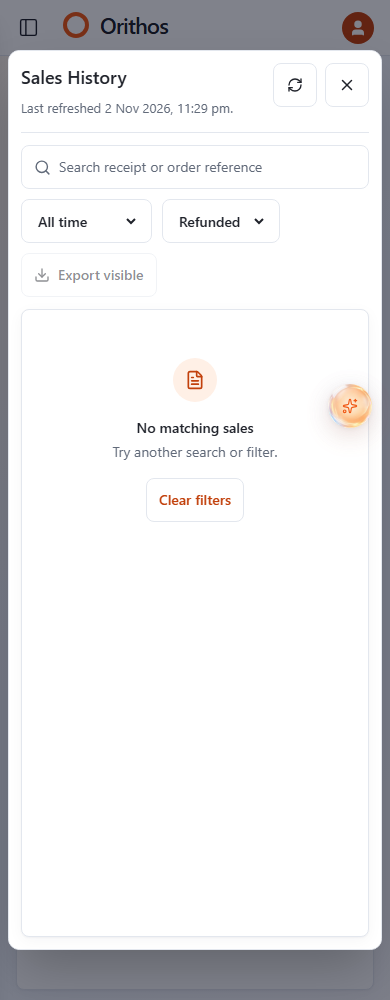 Orithos
Sales History
Last refreshed 2 Nov 2026, 11:29 pm.
Search receipt or order reference
All time
Refunded
Export visible
No matching sales
Try another search or filter.
Clear filters